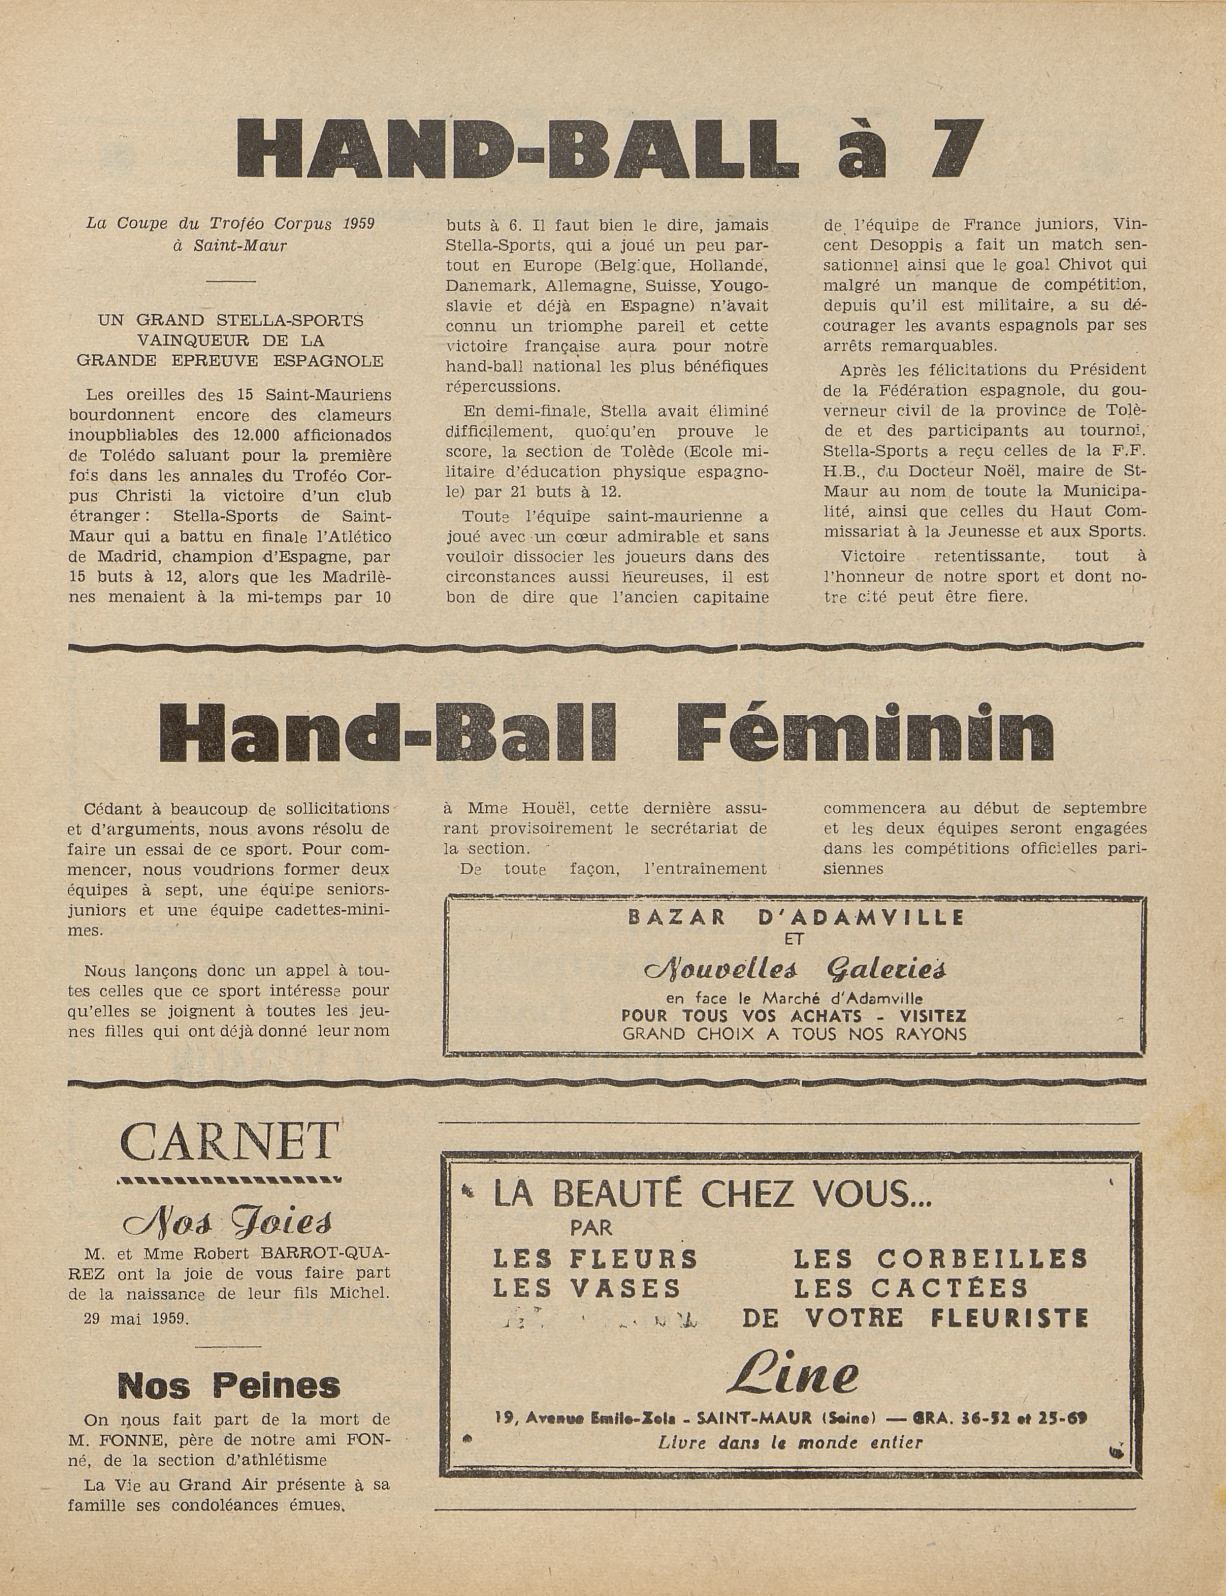 HAND-BALL à 7
La Coupe du Troféo Corpus 1959
à Saint-Maur
UN GRAND STELLA-SPORTS
VAINQUEUR DE LA
GRANDE EPREUVE ESPAGNOLE
Les oreilles des 15 Saint-Mauriens
bourdonnent encore des clameurs
inoupbliables des 12.000 afficionados
de Tolédo saluant pour la première
fois dans les annales du Troféo Cor-
pus Christi la victoire d'un club
étranger : Stella-Sports de Saint-
Maur qui a battu en finale l'Atlético
de Madrid, champion d'Espagne, par
15 buts à 12, alors que les Madrilè-
nes menaient à la mi-temps par 10
buts à 6. Il faut bien le dire, jamais
Stella-Sports, qui a joué un peu par-
tout en Europe (Belgique, Hollande,
Danemark, Allemagne, Suisse, Yougo-
slavie et déjà en Espagne) n'avait
connu un triomphe pareil et cette
victoire française aura pour notre
hand-ball national les plus bénéfiques
répercussions.
En demi-finale, Stella avait éliminé
difficilement, quoiqu'en prouve le
score, la section de Tolède (Ecole mi-
litaire d'éducation physique espagno-
le) par 21 buts à 12.
Toute l'équipe saint-maurienne a
joué avec un cœur admirable et sans
vouloir dissocier les joueurs dans des
circonstances aussi heureuses, il est
bon de dire que l'ancien capitaine
de l'équipe de France juniors, Vin-
cent Desoppis a fait un match sen-
sationnel ainsi que le goal Chivot qui
malgré un manque de compétition,
depuis qu'il est militaire, a su dé-
courager les avants espagnols par ses
arrêts remarquables.
Après les félicitations du Président
de la Fédération espagnole, du gou-
verneur civil de la province de Tolè-
de et des participants au tournoi,
Stella-Sports a reçu celles de la F.F.
H.B., du Docteur Noël, maire de St-
Maur au nom de toute la Municipa-
lité, ainsi que celles du Haut Com-
missariat à la Jeunesse et aux Sports.
Victoire retentissante, tout à
l'honneur de notre sport et dont no-
tre cité peut être fiere.
Hand-Ball Féminin
Cédant à beaucoup de sollicitations
et d'arguments, nous avons résolu de
faire un essai de ce sport. Pour com-
mencer, nous voudrions former deux
équipes à sept, une équipe seniors-
juniors et une équipe cadettes-mini-
mes.
Nous lançons donc un appel à tou-
tes celles que ce sport intéresse pour
qu'elles se joignent à toutes les jeu-
nes filles qui ont déjà donné leur nom
à Mme Houël, cette dernière assu-
rant provisoirement le secrétariat de
la section.
De toute façon, l'entraînement
commencera au début de septembre
et les deux équipes seront engagées
dans les compétitions officielles pari-
siennes
BAZAR D'ADAMVILLE
ET
Nouvelles Galeries
en face le Marché d'Adamville
POUR TOUS VOS ACHATS - VISITEZ
GRAND CHOIX A TOUS NOS RAYONS
CARNET
Nos Joies
M. et Mme Robert BARROT-QUA-
REZ ont la joie de vous faire part
de la naissance de leur fils Michel.
29 mai 1959.
Nos Peines
On nous fait part de la mort de
M. FONNE, père de notre ami FON-
né, de la section d'athlétisme
La Vie au Grand Air présente à sa
famille ses condoléances émues.
LA BEAUTÉ CHEZ VOUS...
PAR
LES FLEURS LES CORBEILLES
LES VASES LES CACTÉES
DE VOTRE FLEURISTE
Line
19, Avenue Emile-Zola - SAINT-MAUR (Seine) — GRA. 36-52 et 25-69
Livre dans le monde entier